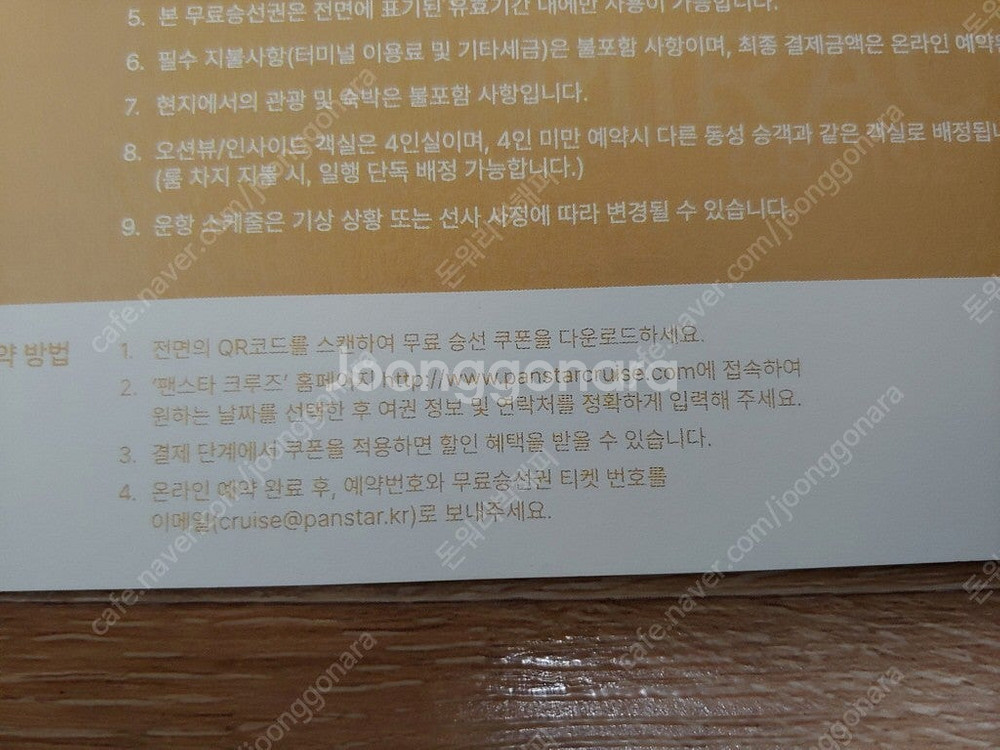 5. 본 무료승선권은 전면에 표기된 유효기간 내에만 사용이 가능합니다.
6. 필수 지불사항(터미널 이용료 및 기타세금)은 불포함 사항이며, 최종 결제금액은 온라인 예약
7. 현지에서의 관광 및 숙박은 불포함 사항입니다.
8. 오션뷰/인사이드 객실은 4인실이며, 4인 미만 예약시 다른 동성 승객과 같은 객실로 배정됩니
(룸 차지 지불 시, 일행 단독 배정 가능합니다.)
9. 운항 스케줄은 기상 상황 또는 선사 사정에 따라 변경될 수 있습니다.
약 방법
1. 전면의 QR코드를 스캔하여 무료 승선 쿠폰을 다운로드하세요.
2. '팬스타 크루즈' 홈페이지 http://www.panstarcruise.com에 접속하여
원하는 날짜를 선택한 후 여권 정보 및 연락처를 정확하게 입력해 주세요.
3. 결제 단계에서 쿠폰을 적용하면 할인 혜택을 받을 수 있습니다.
4. 온라인 예약 완료 후, 예약번호와 무료승선권 티켓 번호를
이메일(cruise@panstar.kr)로 보내주세요.
Joonggonara
cafe.naver.com/joonggonara